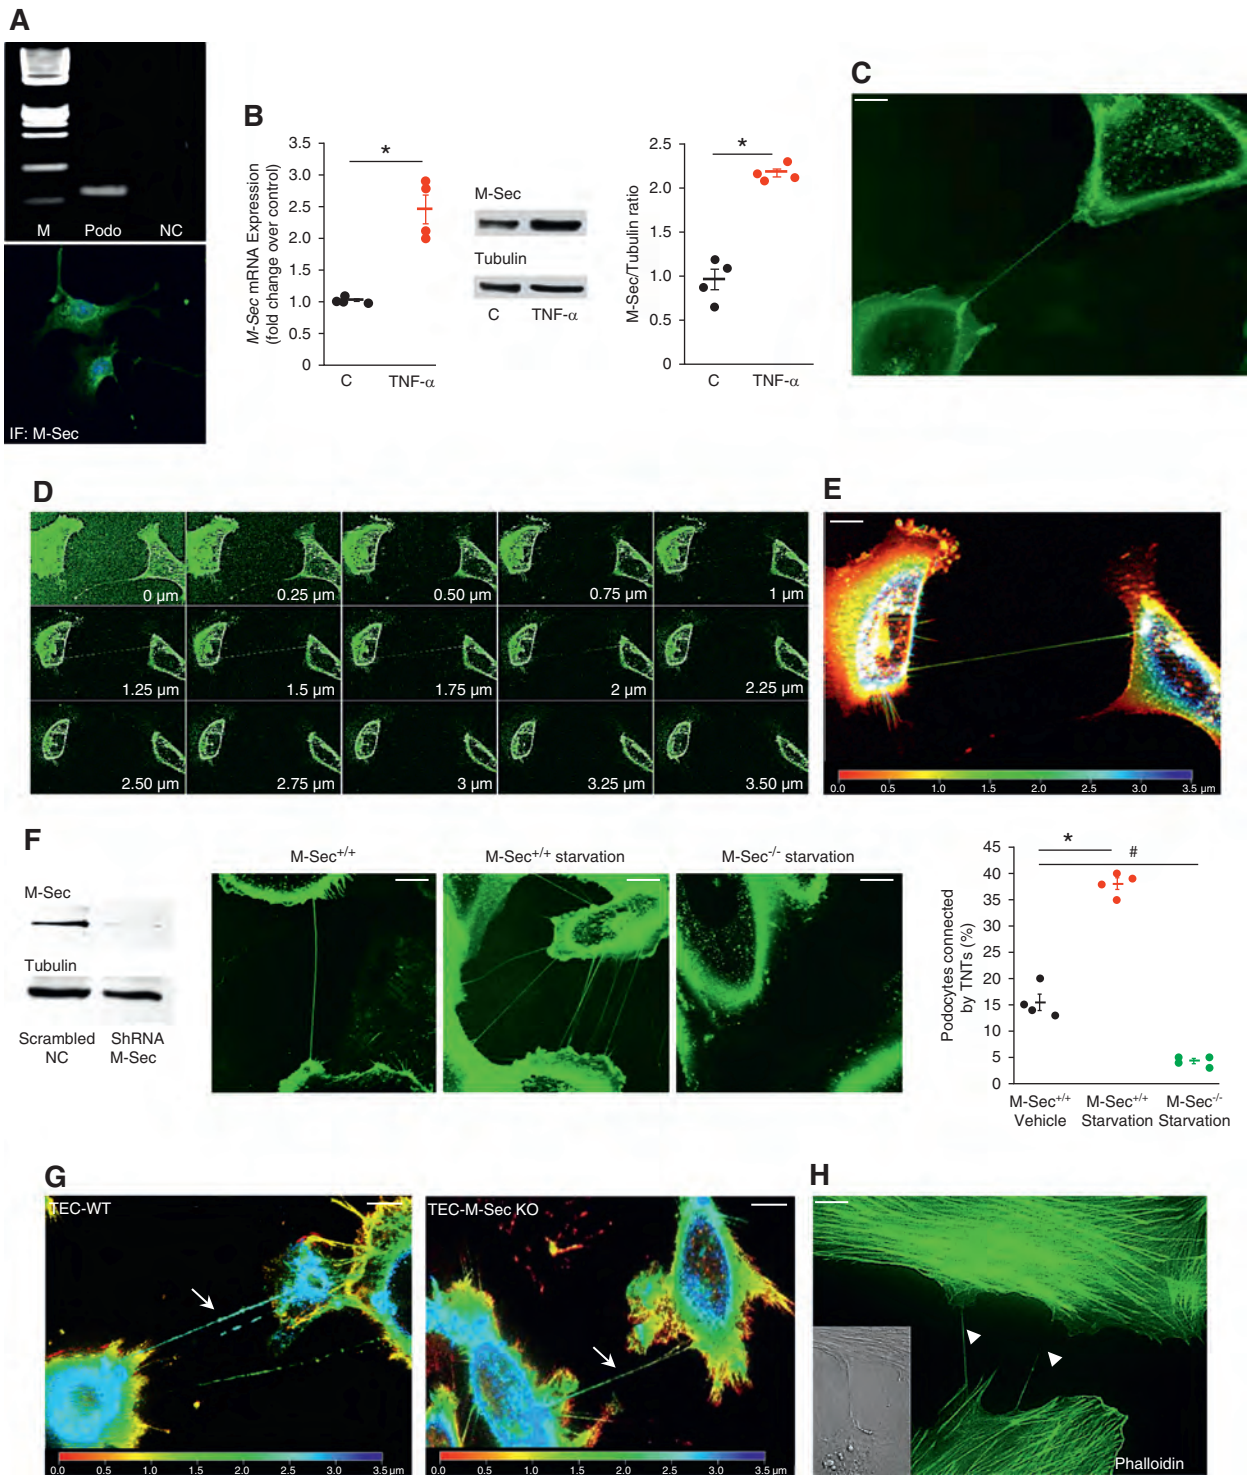 A
M Podo NC
IF: M-Sec
B
M-Sec mRNA Expression
(fold change over control)
3.5
3.0
2.5
2.0
1.5
1.0
0.5
0
*
C TNF-α
M-Sec
Tubulin
C TNF-α
M-Sec/Tubulin ratio
2.5
2.0
1.5
1.0
0.5
0
*
C TNF-α
C
D
0 μm 0.25 μm 0.50 μm 0.75 μm 1 μm
1.25 μm 1.5 μm 1.75 μm 2 μm 2.25 μm
2.50 μm 2.75 μm 3 μm 3.25 μm 3.50 μm
E
0.0 0.5 1.0 1.5 2.0 2.5 3.0 3.5 μm
F
M-Sec
Tubulin
Scrambled ShRNA
NC M-Sec
M-Sec+/+ M-Sec+/+ starvation M-Sec-/- starvation
Podocytes connected
by TNTs (%)
45
40
35
30
25
20
15
10
5
0
*
#
M-Sec+/+ M-Sec+/+ M-Sec-/-
Vehicle Starvation Starvation
G
TEC-WT
0.0 0.5 1.0 1.5 2.0 2.5 3.0 3.5 μm
TEC-M-Sec KO
0.0 0.5 1.0 1.5 2.0 2.5 3.0 3.5 μm
H
Phalloidin